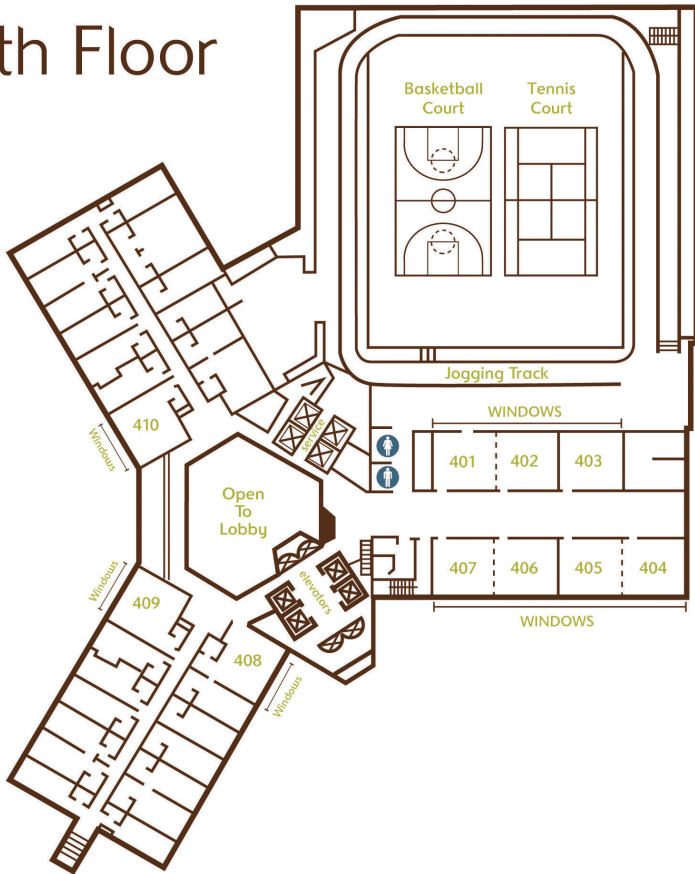 th Floor
Basketball
Court
Tennis
Court
Jogging Track
WINDOWS
410
Windows
service
401
402
403
Open
To
Lobby
407
406
405
404
Windows
409
elevators
WINDOWS
408
Windows